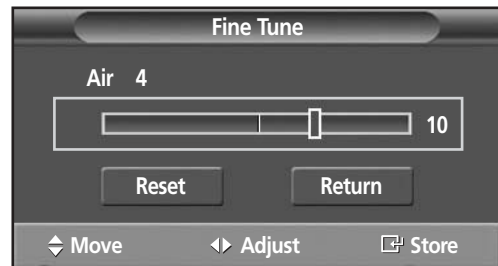 Fine Tune
Air 4
10
Reset Return
Move Adjust Store